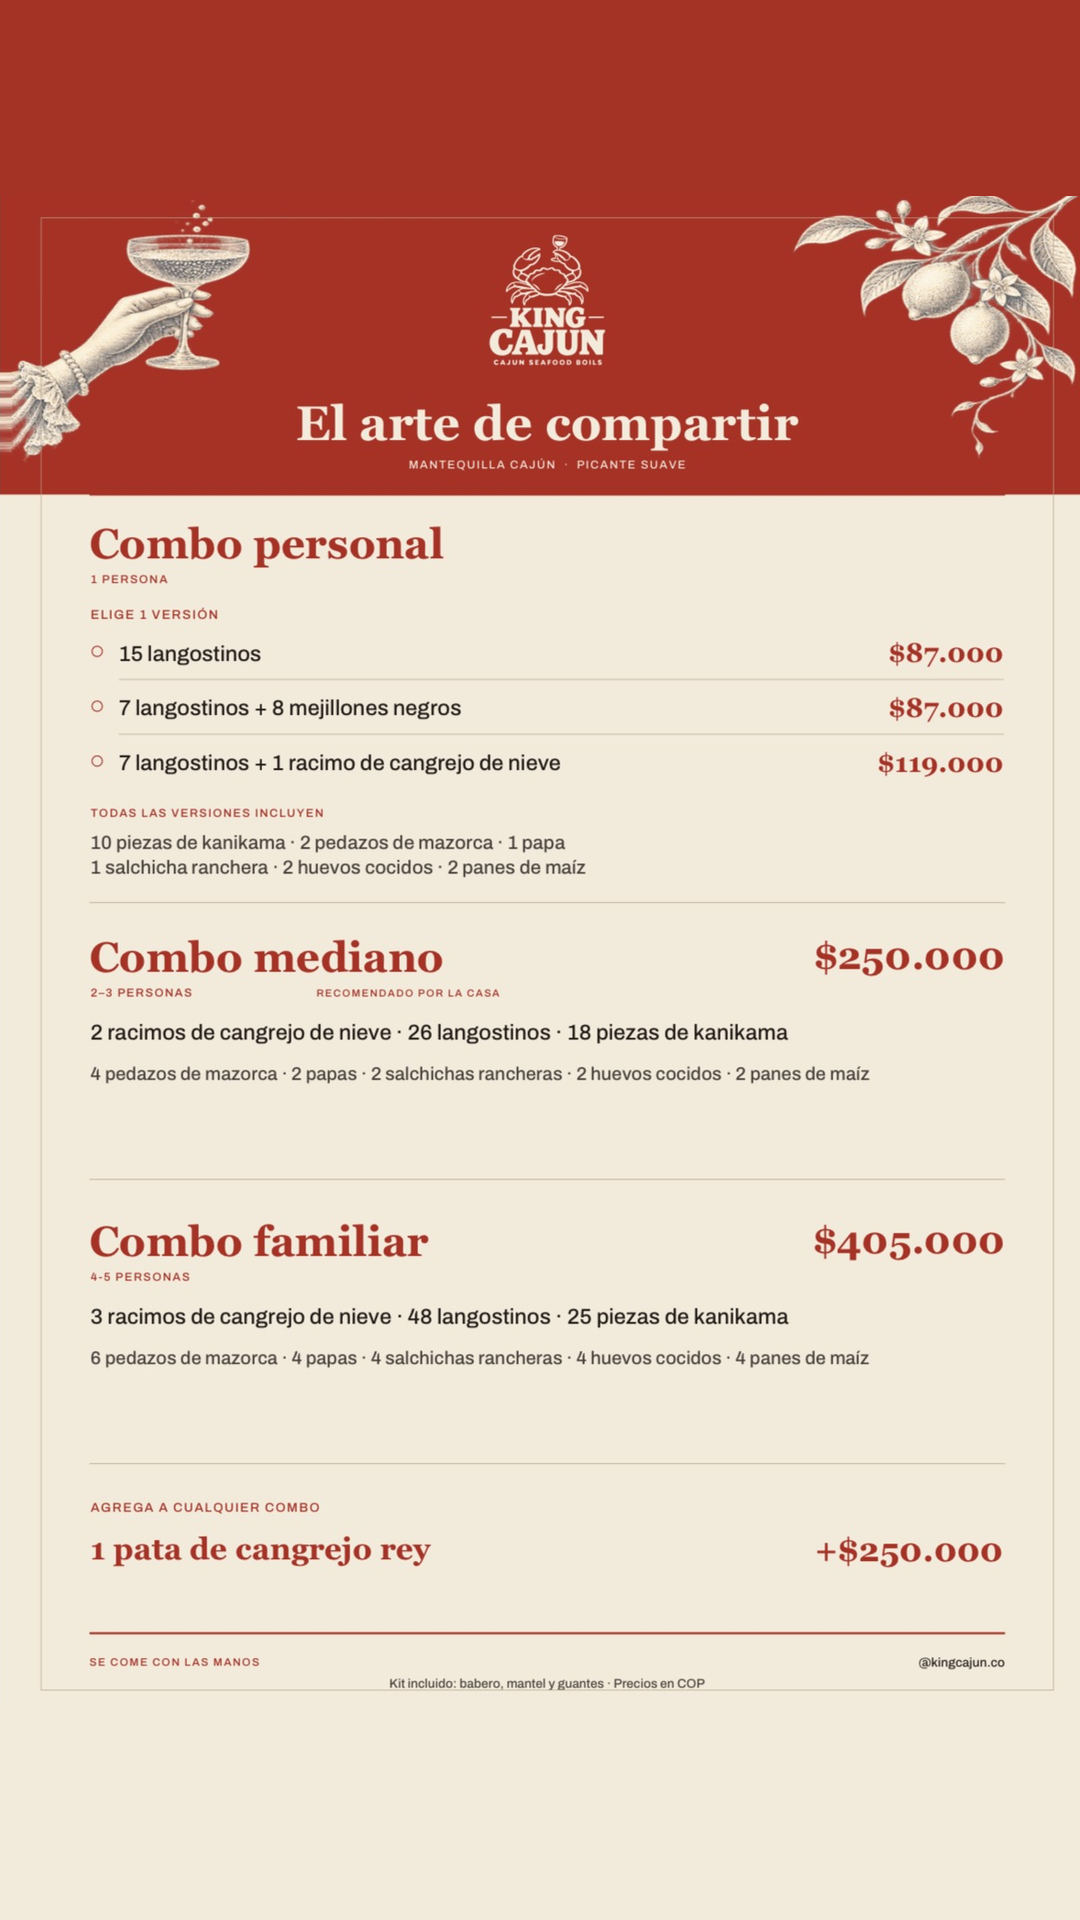 KING
CAJUN
CAJUN SEAFOOD BOILS
El arte de compartir
MANTEQUILLA CAJÚN · PICANTE SUAVE
Combo personal
1 PERSONA
ELIGE 1 VERSIÓN
15 langostinos $87.000
7 langostinos + 8 mejillones negros $87.000
7 langostinos + 1 racimo de cangrejo de nieve $119.000
TODAS LAS VERSIONES INCLUYEN
10 piezas de kanikama · 2 pedazos de mazorca · 1 papa
1 salchicha ranchera · 2 huevos cocidos · 2 panes de maíz
Combo mediano $250.000
2–3 PERSONAS RECOMENDADO POR LA CASA
2 racimos de cangrejo de nieve · 26 langostinos · 18 piezas de kanikama
4 pedazos de mazorca · 2 papas · 2 salchichas rancheras · 2 huevos cocidos · 2 panes de maíz
Combo familiar $405.000
4-5 PERSONAS
3 racimos de cangrejo de nieve · 48 langostinos · 25 piezas de kanikama
6 pedazos de mazorca · 4 papas · 4 salchichas rancheras · 4 huevos cocidos · 4 panes de maíz
AGREGA A CUALQUIER COMBO
1 pata de cangrejo rey +$250.000
SE COME CON LAS MANOS @kingcajun.co
Kit incluido: babero, mantel y guantes · Precios en COP